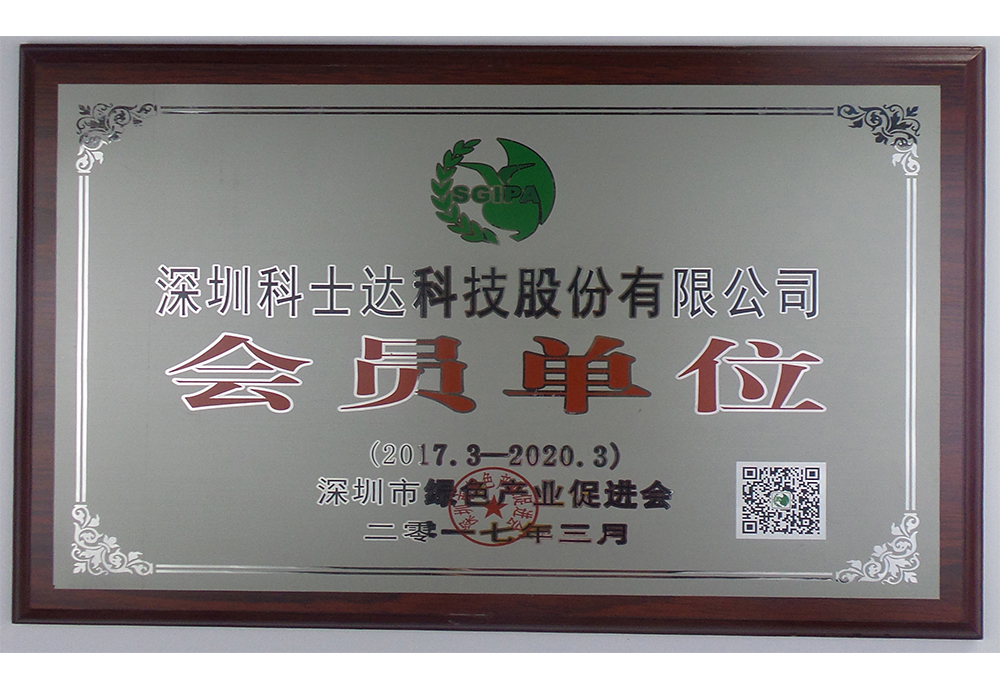 SGIPA
深圳科士达科技股份有限公司
会员单位
(2017.3—2020.3)
深圳市绿色产业促进会
二零一七年三月